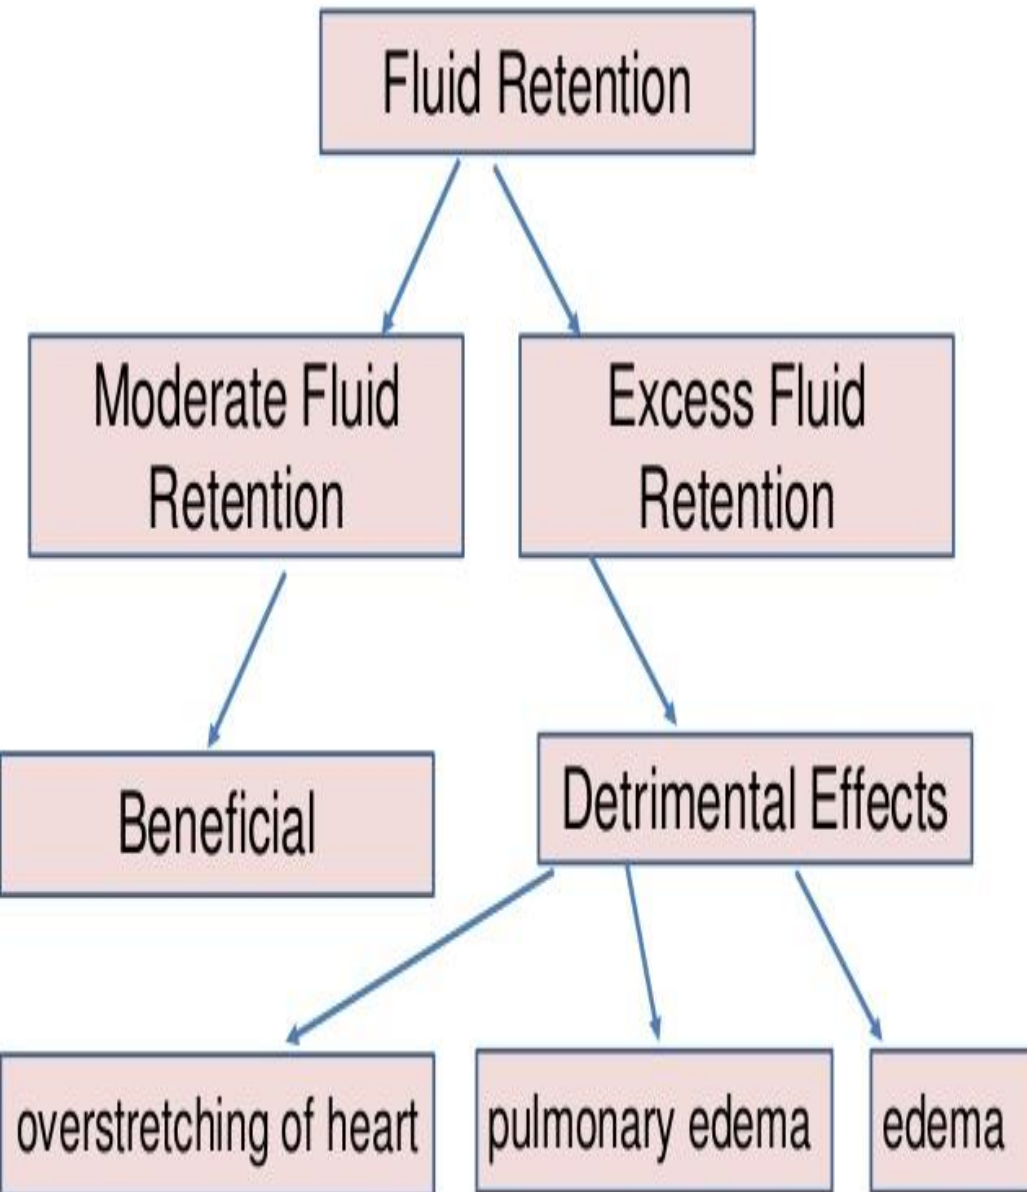 Fluid Retention
Moderate Fluid
Retention
Excess Fluid
Retention
Beneficial
Detrimental Effects
overstretching of heart
pulmonary edema
edema